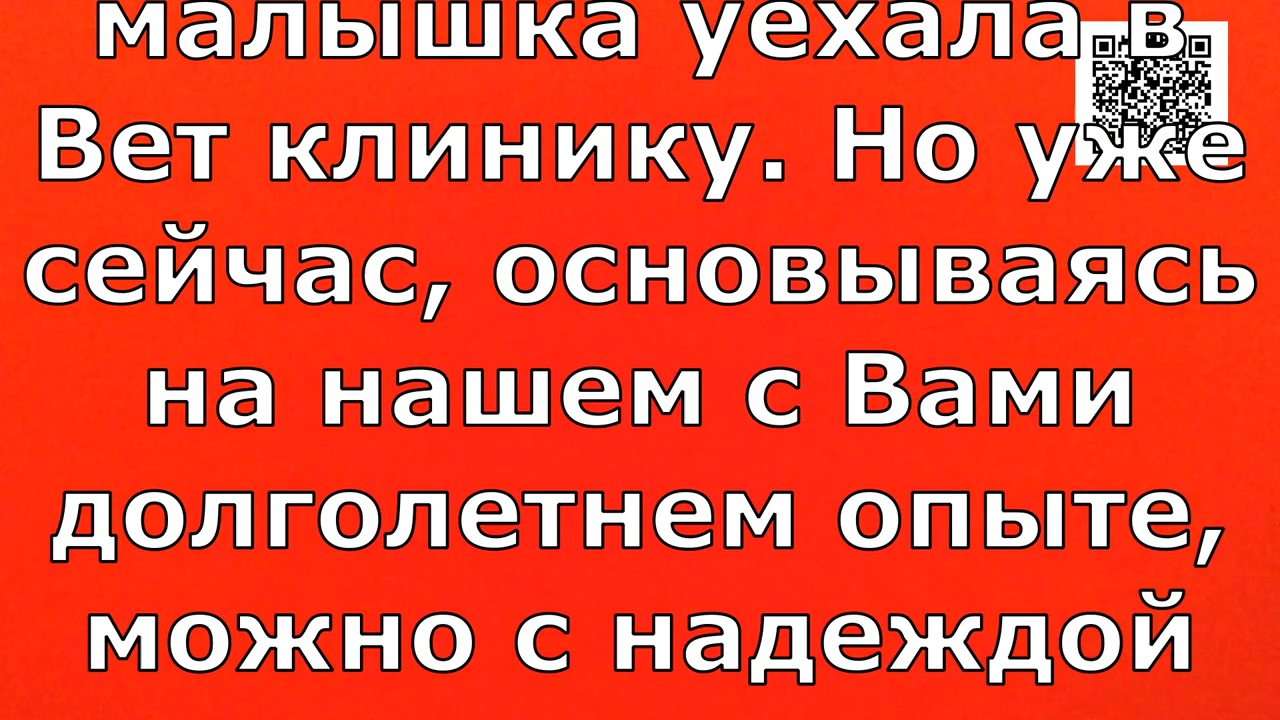 малышка уехала в
Вет клинику. Но уже
сейчас, основываясь
на нашем с Вами
долголетнем опыте,
можно с надеждой